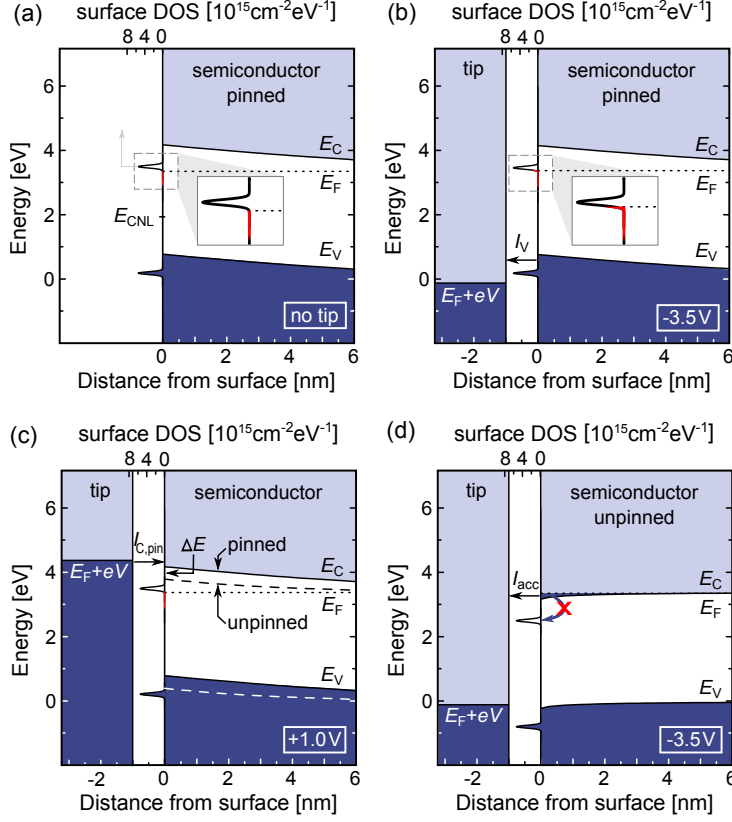 (a)
surface DOS [10¹⁵cm⁻²eV⁻¹]
8 4 0
semiconductor
pinned
E_C
E_F
E_CNL
E_V
no tip
Energy [eV]
6
4
2
0
0 2 4 6
Distance from surface [nm]
(b)
surface DOS [10¹⁵cm⁻²eV⁻¹]
8 4 0
tip
semiconductor
pinned
E_C
E_F
I_V
E_V
E_F+eV
-3.5V
Energy [eV]
6
4
2
0
-2 0 2 4 6
Distance from surface [nm]
(c)
surface DOS [10¹⁵cm⁻²eV⁻¹]
8 4 0
tip
semiconductor
I_C,pin
ΔE
pinned
E_F+eV
E_C
E_F
unpinned
E_V
+1.0V
Energy [eV]
6
4
2
0
-2 0 2 4 6
Distance from surface [nm]
(d)
surface DOS [10¹⁵cm⁻²eV⁻¹]
8 4 0
tip
semiconductor
unpinned
I_acc
E_C
X
E_F
E_V
E_F+eV
-3.5V
Energy [eV]
6
4
2
0
-2 0 2 4 6
Distance from surface [nm]